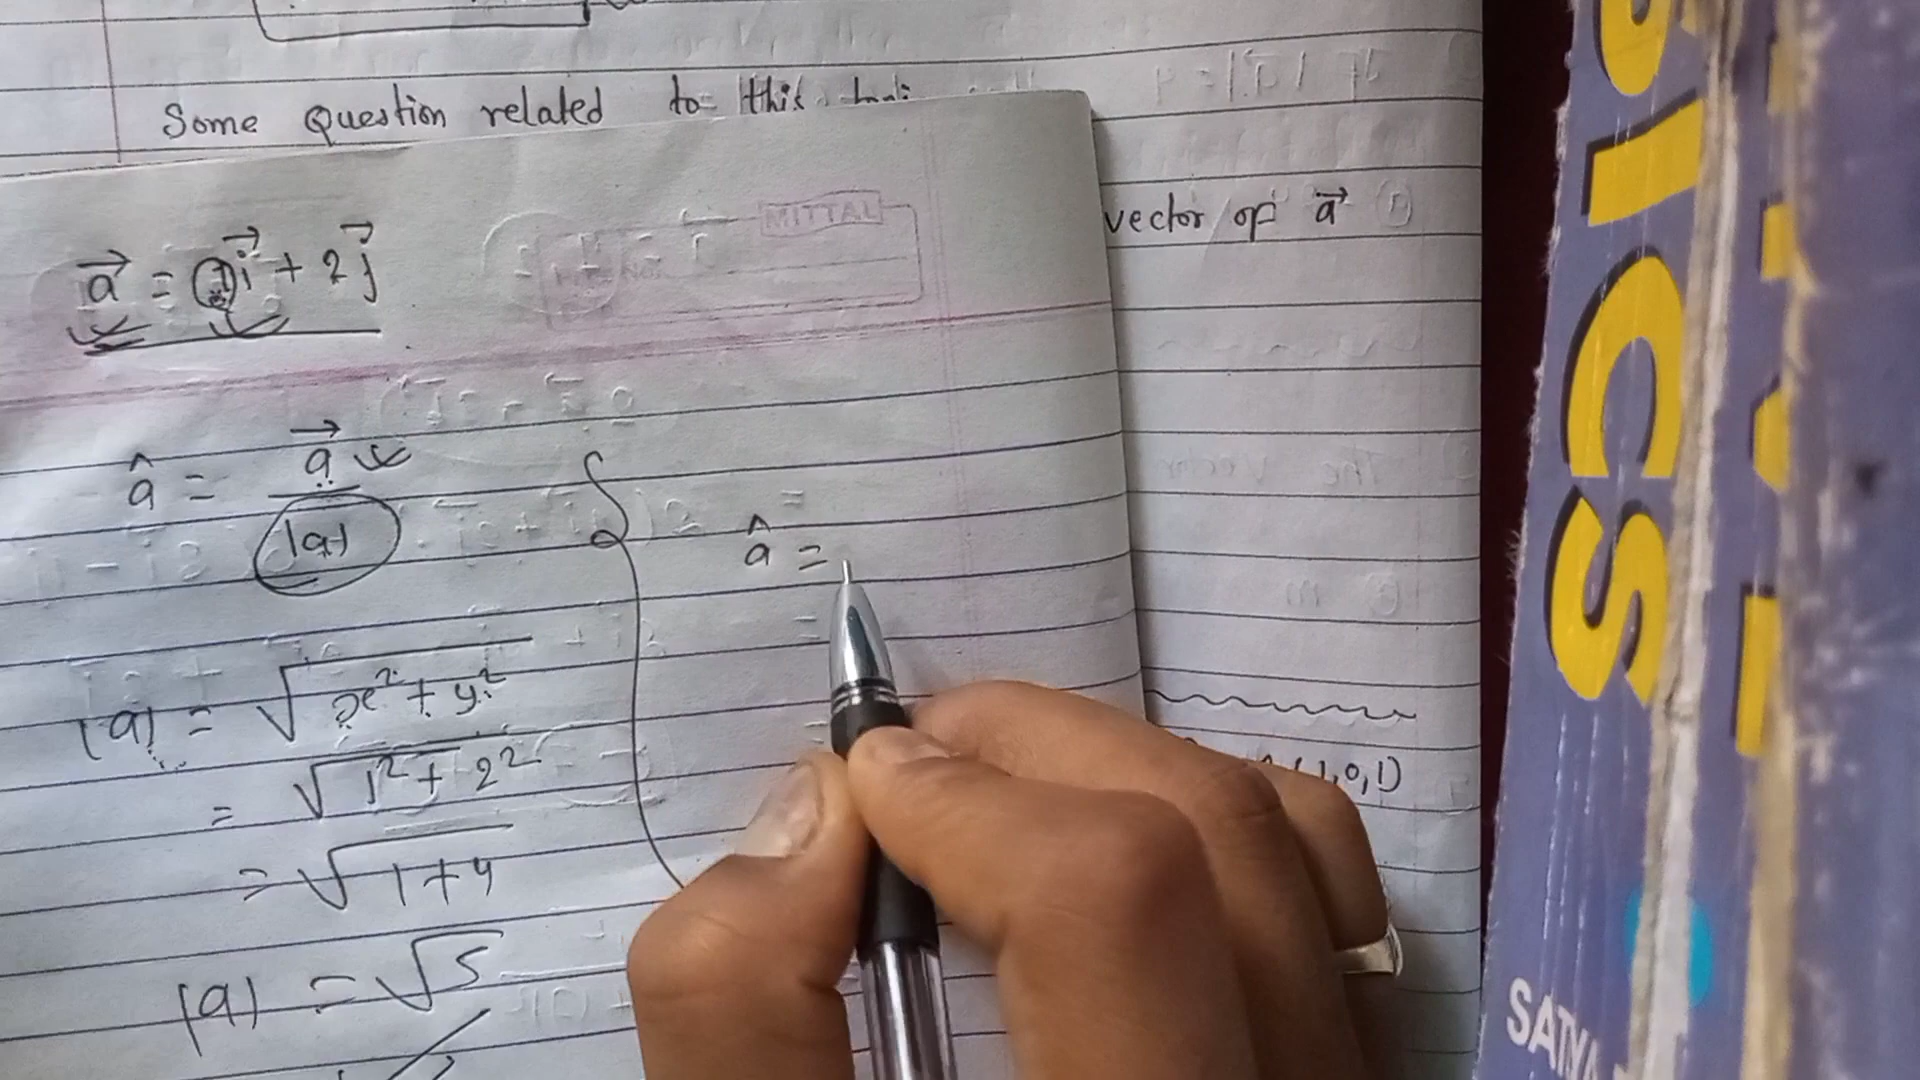 Some Question related to this
vector of a⃗
a⃗ = 1i⃗ + 2j⃗
MITTAL
â = a⃗ / |a|
|a| = √x² + y²
= √1² + 2²
= √1+4
|a| = √5
â =
1,0,1)
SICS
SATYA